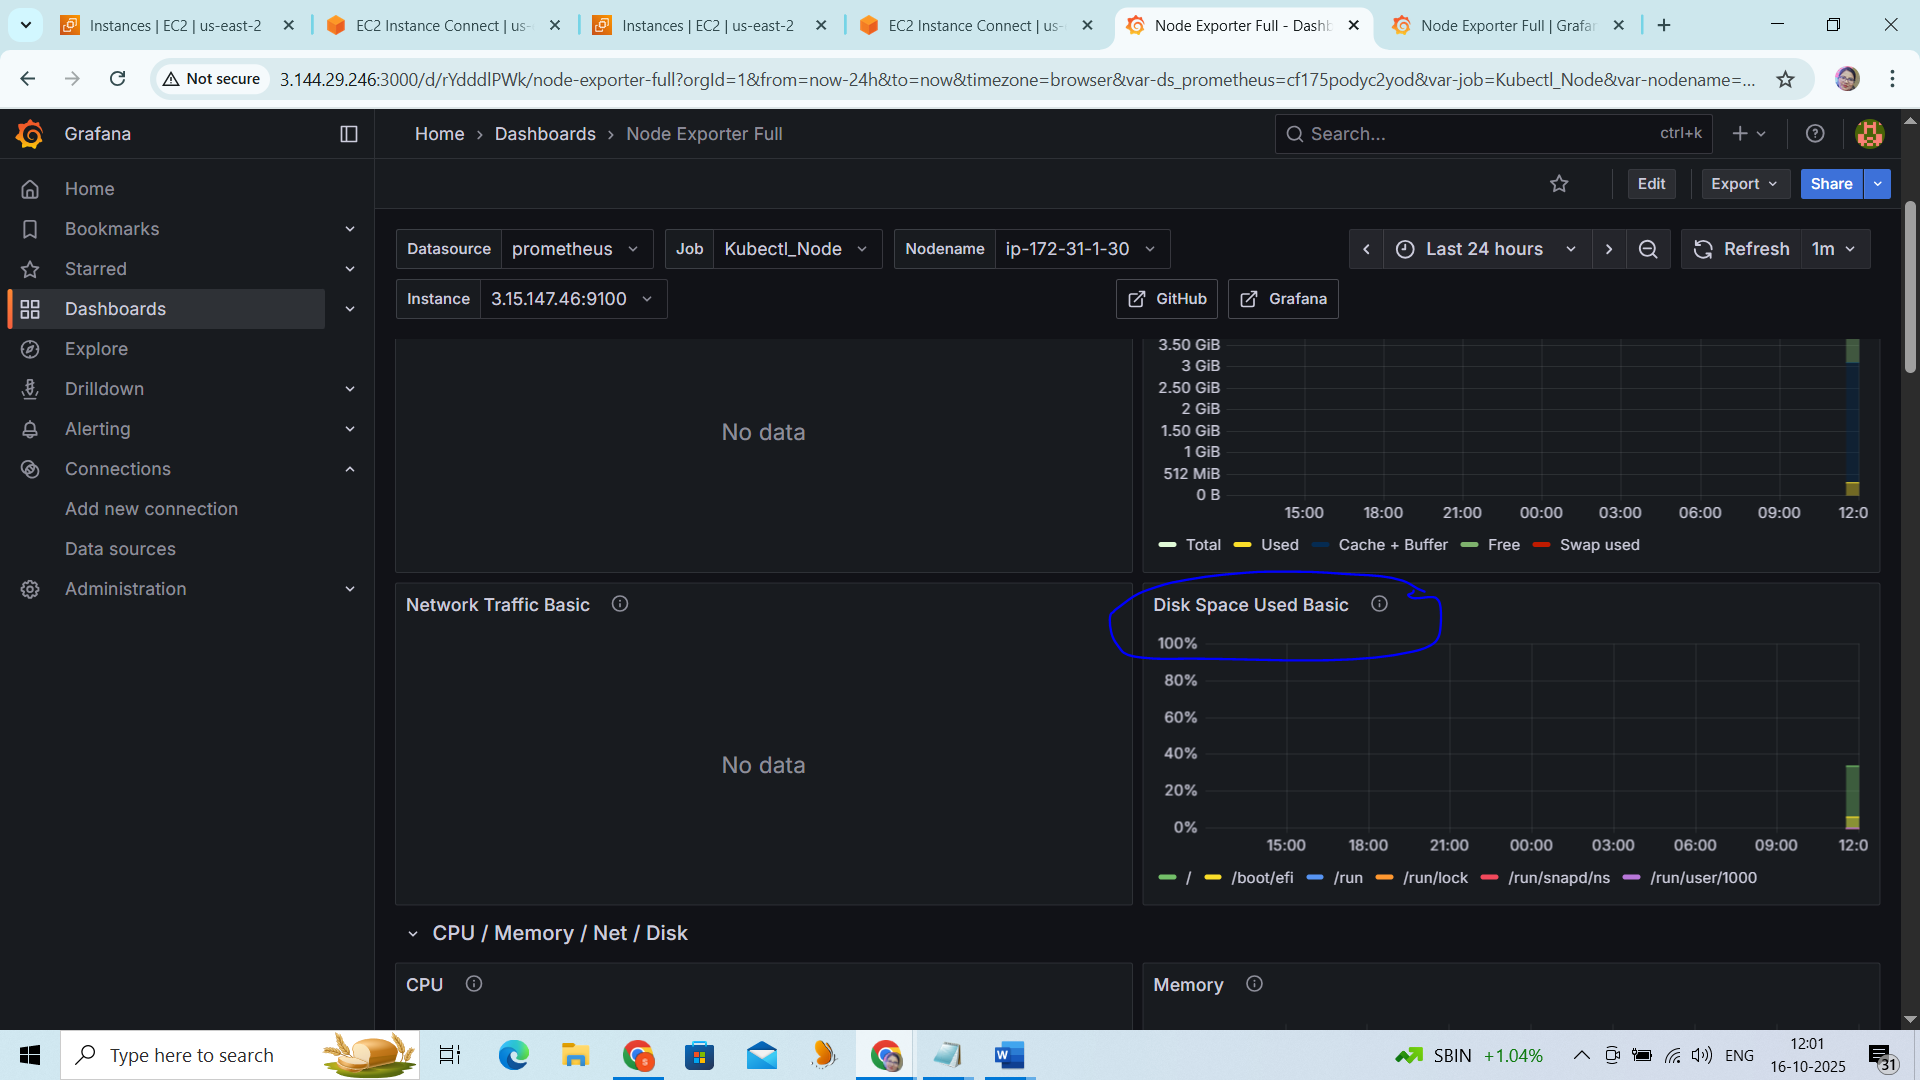 Instances | EC2 | us-east-2
EC2 Instance Connect | us-
Instances | EC2 | us-east-2
EC2 Instance Connect | us-
Node Exporter Full - Dashb
Node Exporter Full | Grafar
Not secure
3.144.29.246:3000/d/rYdddlPWk/node-exporter-full?orgId=1&from=now-24h&to=now&timezone=browser&var-ds_prometheus=cf175podyc2yod&var-job=Kubectl_Node&var-nodename=...
Grafana
Home › Dashboards › Node Exporter Full
Search...
ctrl+k
Edit
Export
Share
Home
Bookmarks
Starred
Dashboards
Explore
Drilldown
Alerting
Connections
Add new connection
Data sources
Administration
Datasource
prometheus
Job
Kubectl_Node
Nodename
ip-172-31-1-30
Last 24 hours
Refresh
1m
Instance
3.15.147.46:9100
GitHub
Grafana
No data
3.50 GiB
3 GiB
2.50 GiB
2 GiB
1.50 GiB
1 GiB
512 MiB
0 B
15:00 18:00 21:00 00:00 03:00 06:00 09:00 12:0
Total Used Cache + Buffer Free Swap used
Network Traffic Basic
No data
Disk Space Used Basic
100%
80%
60%
40%
20%
0%
15:00 18:00 21:00 00:00 03:00 06:00 09:00 12:0
/ /boot/efi /run /run/lock /run/snapd/ns /run/user/1000
CPU / Memory / Net / Disk
CPU
Memory
Type here to search
SBIN +1.04%
ENG
12:01
16-10-2025
31